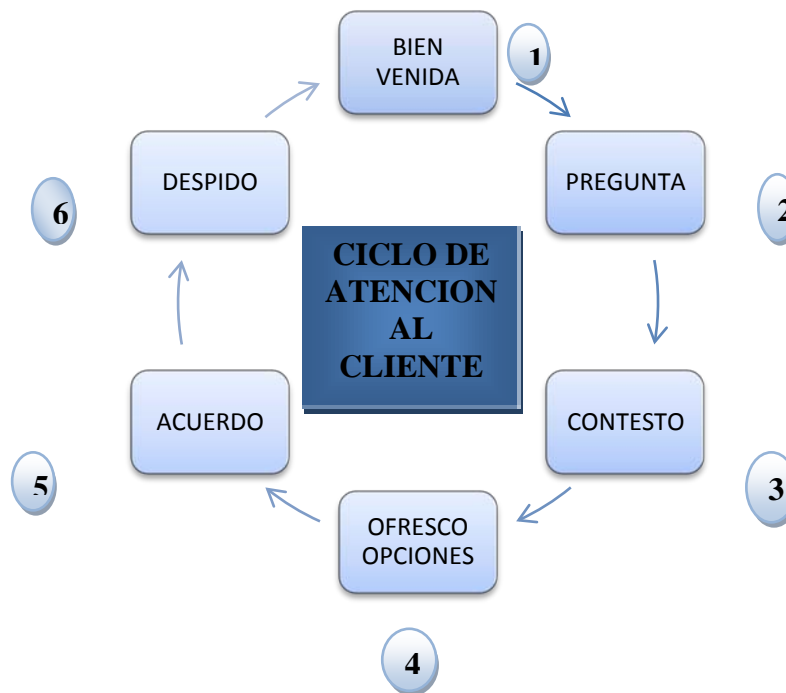 BIEN
VENIDA
1
PREGUNTA
2
CONTESTO
3
OFRESCO
OPCIONES
4
ACUERDO
5
DESPIDO
6
CICLO DE
ATENCION
AL
CLIENTE